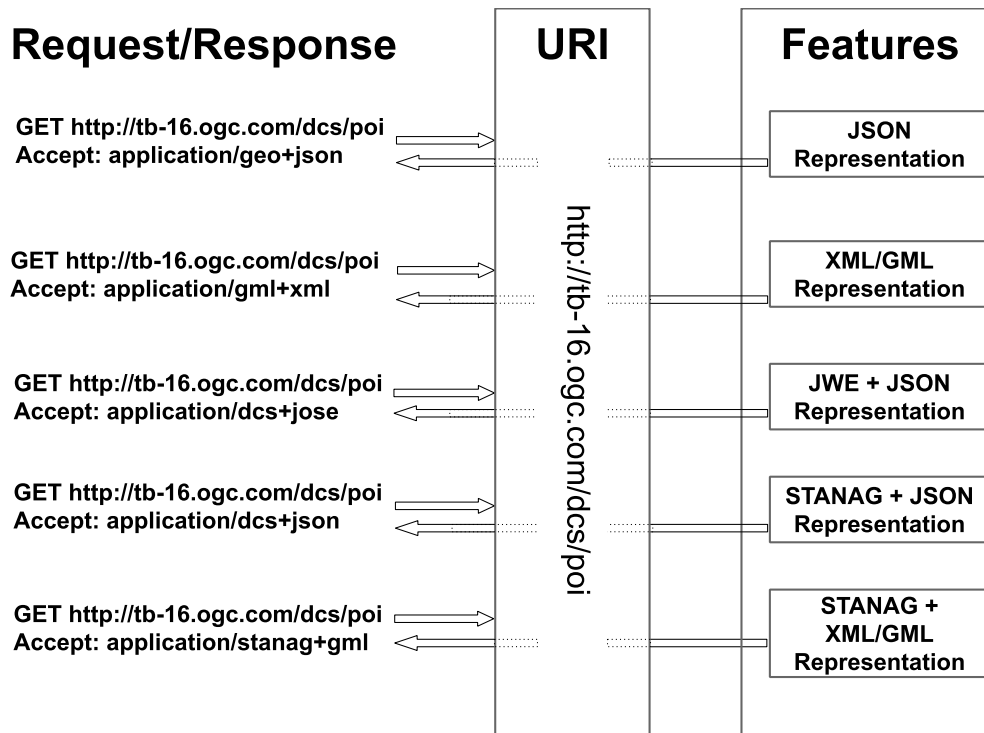 Request/Response
URI
Features
GET http://tb-16.ogc.com/dcs/poi
Accept: application/geo+json
JSON
Representation
GET http://tb-16.ogc.com/dcs/poi
Accept: application/gml+xml
XML/GML
Representation
http://tb-16.ogc.com/dcs/poi
GET http://tb-16.ogc.com/dcs/poi
Accept: application/dcs+jose
JWE + JSON
Representation
GET http://tb-16.ogc.com/dcs/poi
Accept: application/dcs+json
STANAG + JSON
Representation
GET http://tb-16.ogc.com/dcs/poi
Accept: application/stanag+gml
STANAG +
XML/GML
Representation